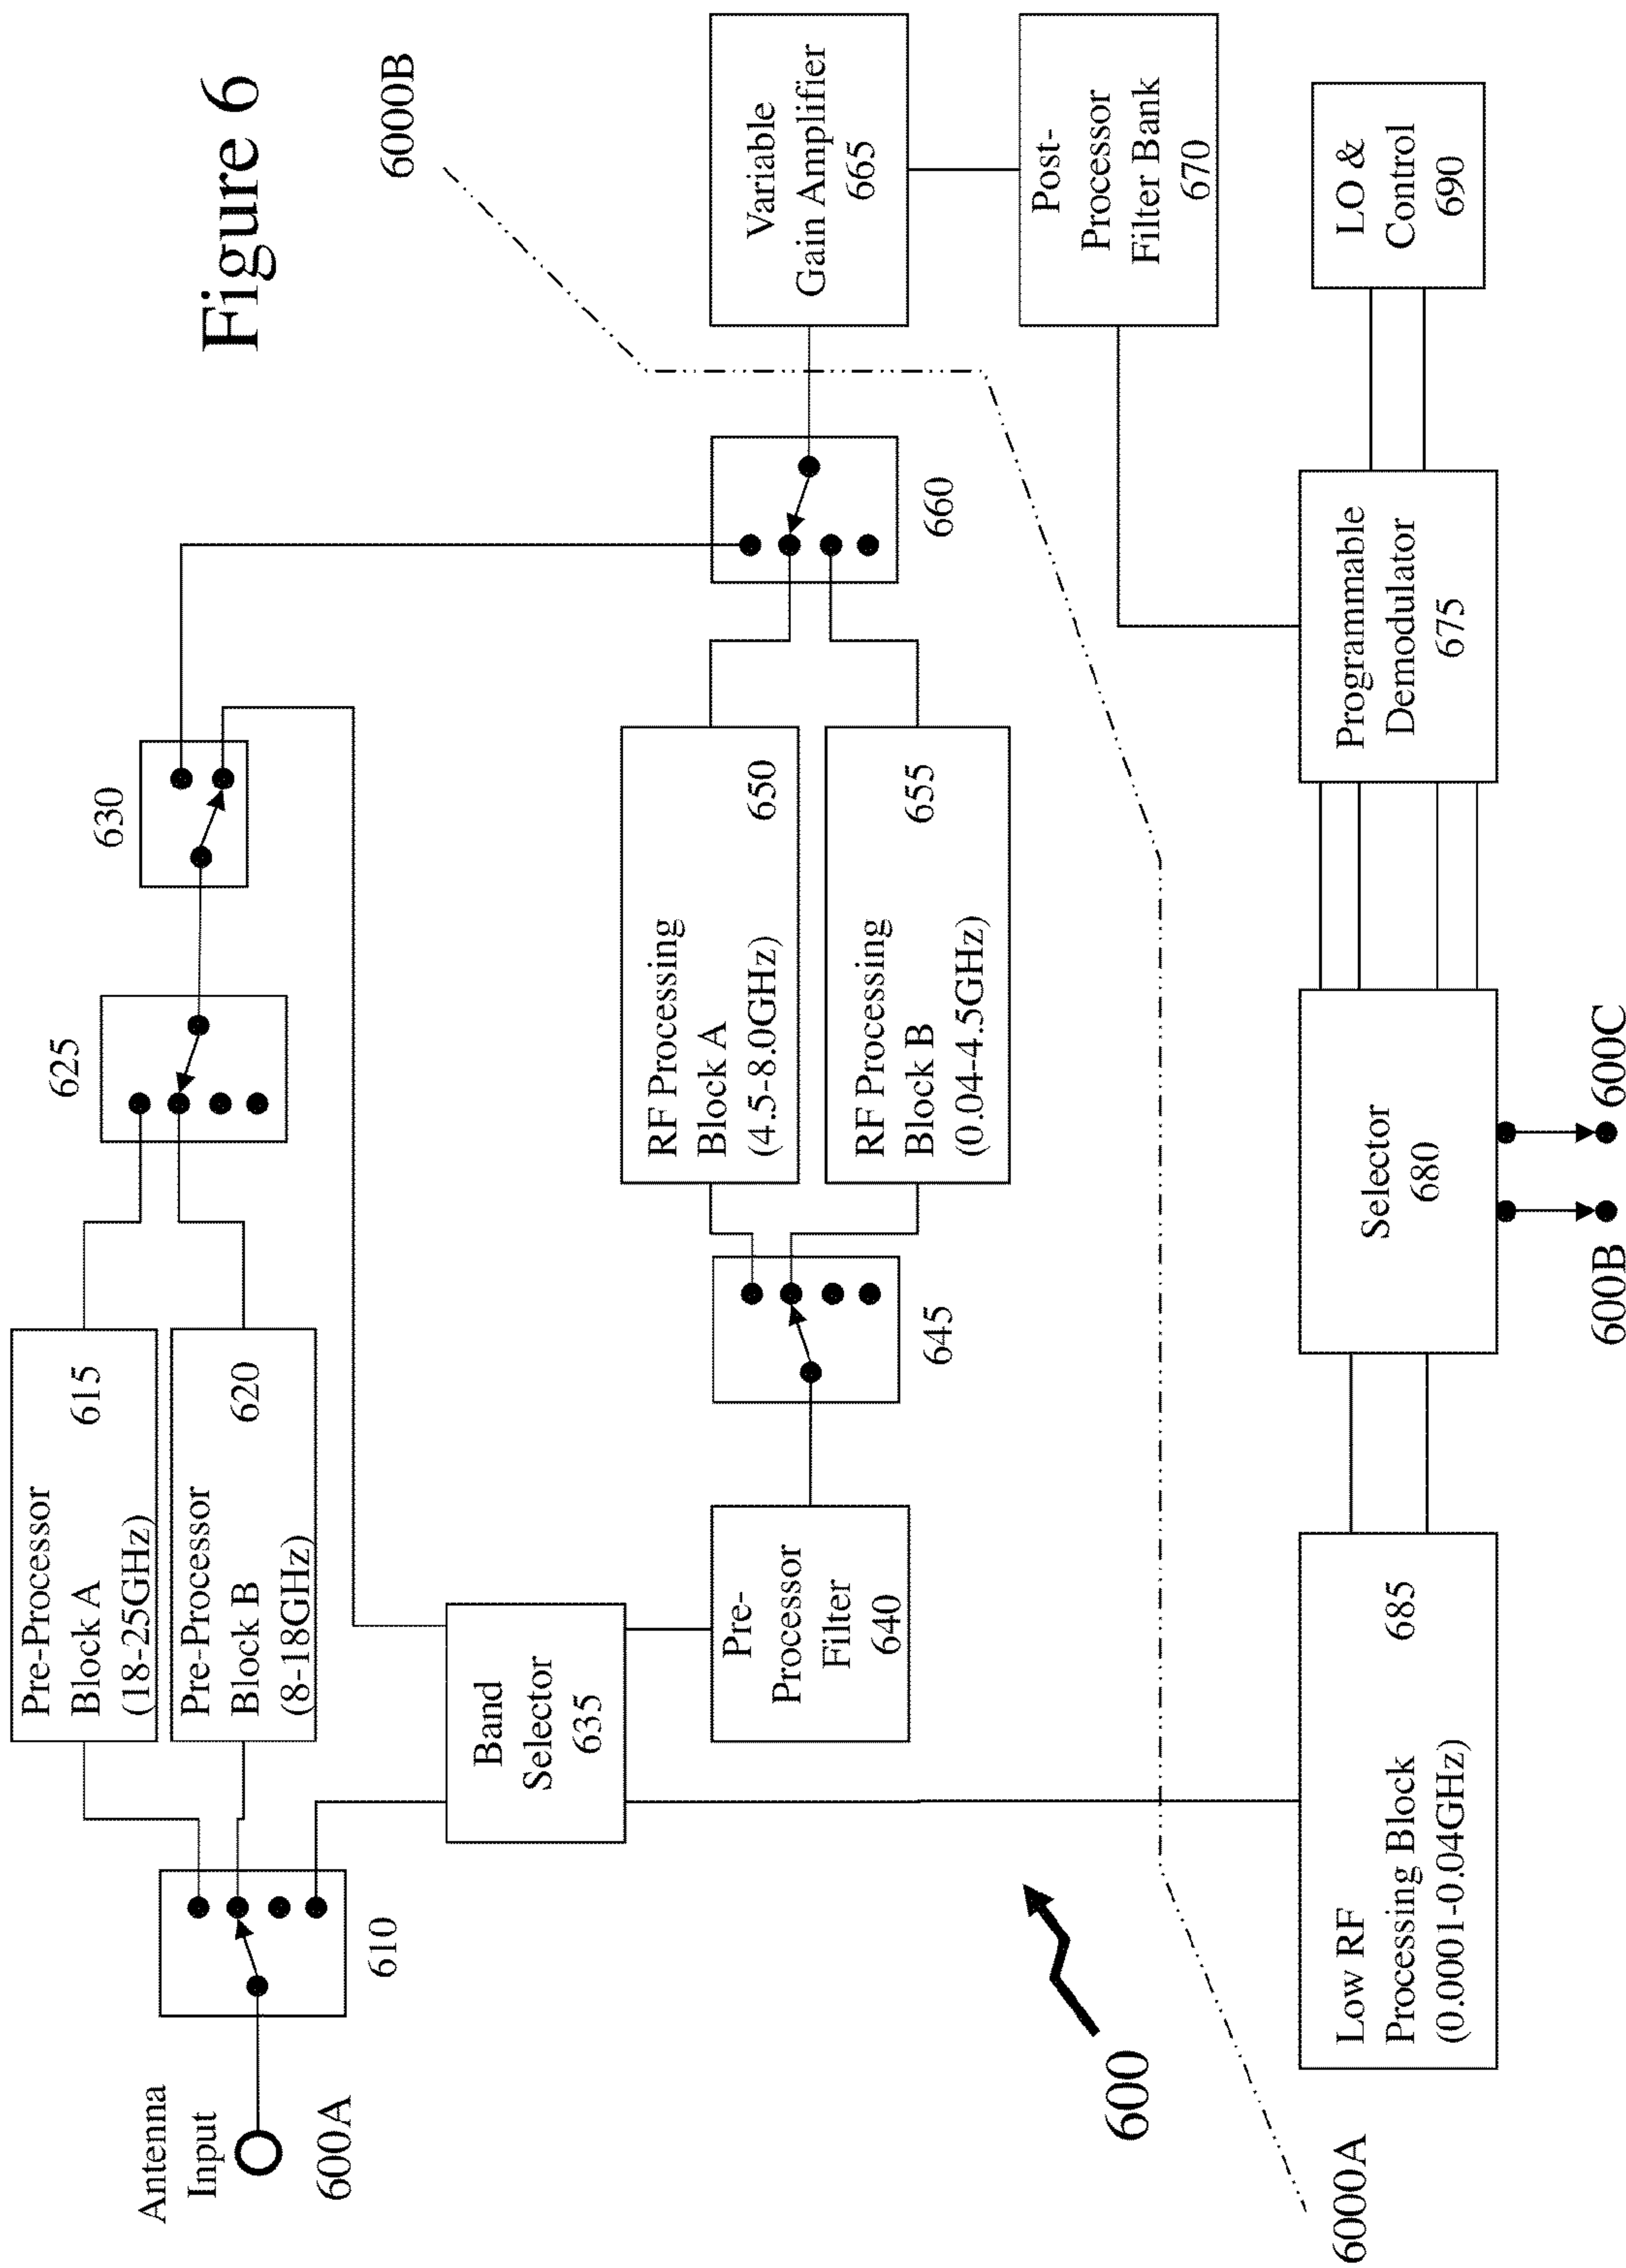 Figure 6
Antenna
Input
600A
610
Pre-Processor
Block A
(18-25GHz)
615
Pre-Processor
Block B
(8-18GHz)
620
625
630
Band
Selector
635
Pre-
Processor
Filter
640
645
RF Processing
Block A
(4.5-8.0GHz)
650
RF Processing
Block B
(0.04-4.5GHz)
655
660
6000B
Variable
Gain Amplifier
665
Post-
Processor
Filter Bank
670
600
6000A
Low RF
Processing Block
(0.0001-0.04GHz)
685
Selector
680
600B
600C
Programmable
Demodulator
675
LO &
Control
690